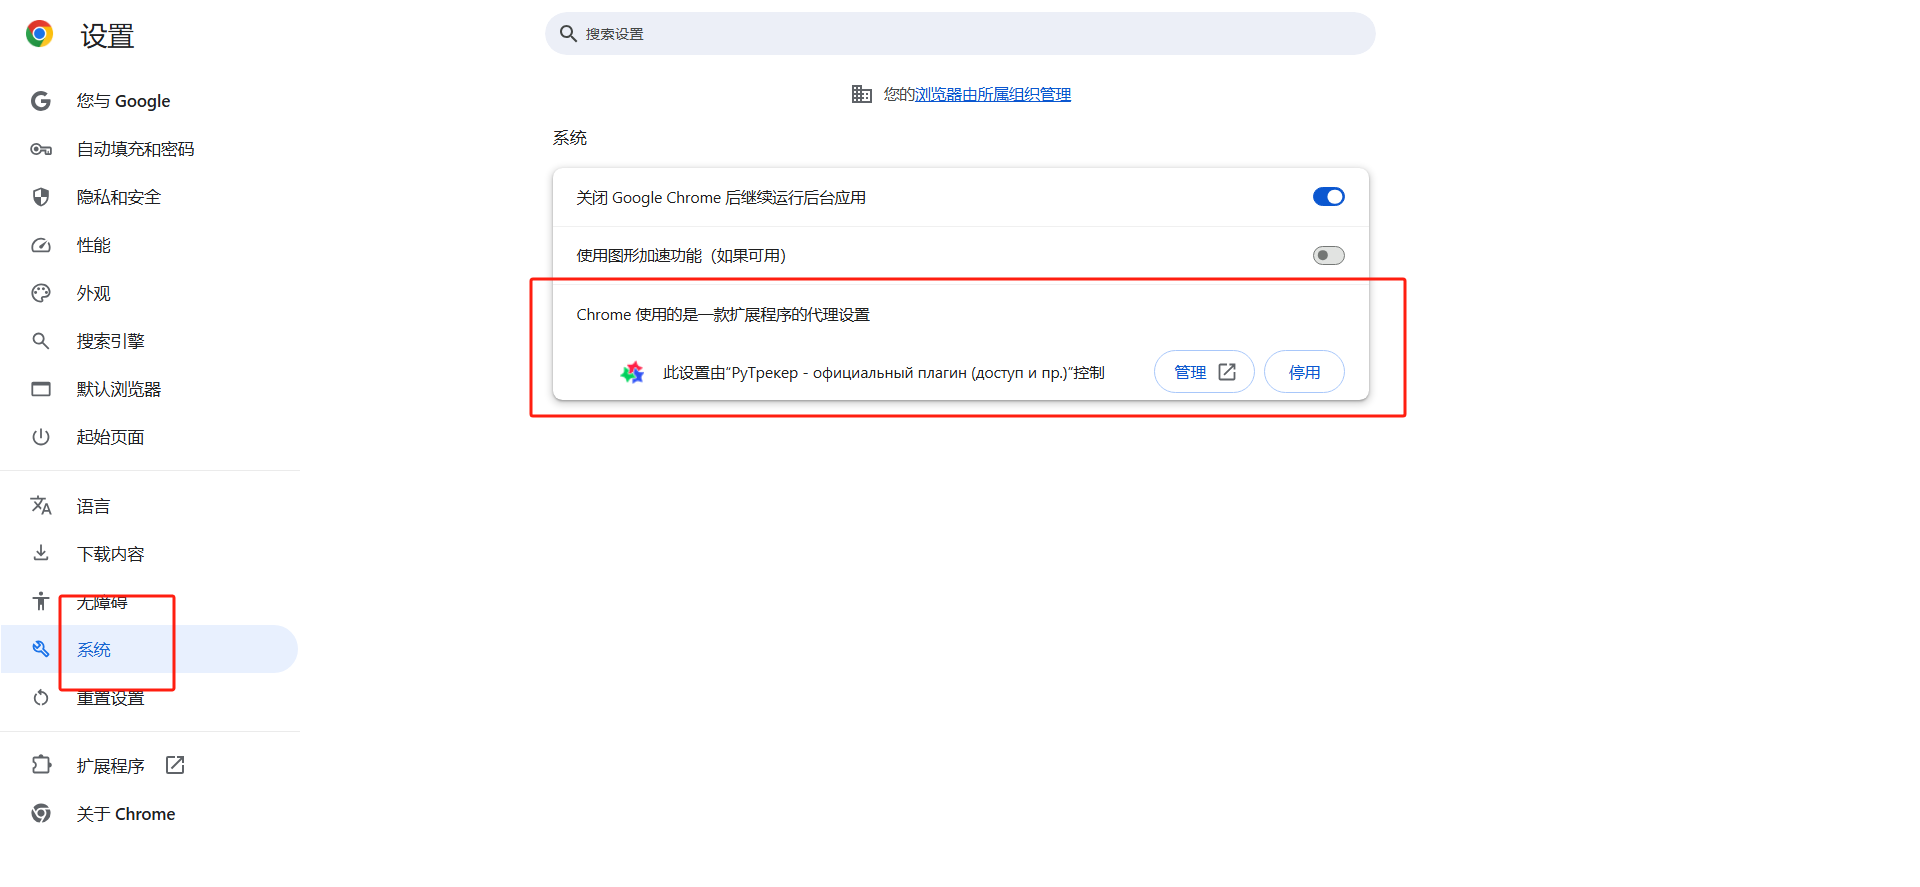 设置
搜索设置
您与 Google
自动填充和密码
隐私和安全
性能
外观
搜索引擎
默认浏览器
起始页面
语言
下载内容
无障碍
系统
重置设置
扩展程序
关于 Chrome
您的浏览器由所属组织管理
系统
关闭 Google Chrome 后继续运行后台应用
使用图形加速功能（如果可用）
Chrome 使用的是一款扩展程序的代理设置
此设置由“РуТрекер - официальный плагин (доступ и пр.)”控制
管理
停用